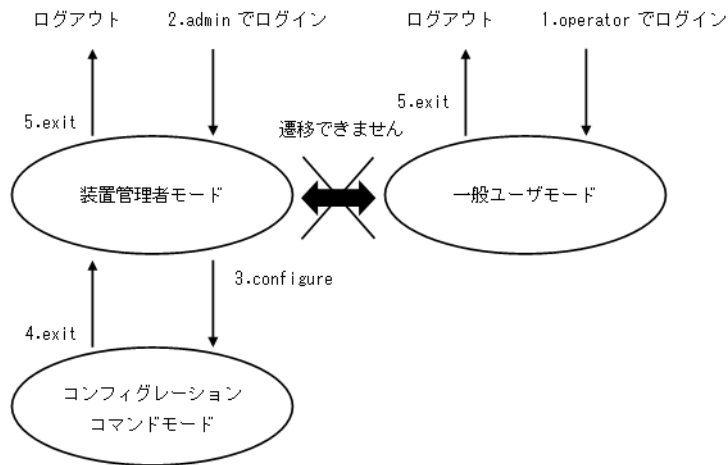 ログアウト
2.admin でログイン
ログアウト
1.operator でログイン
5.exit
遷移できません
5.exit
装置管理者モード
一般ユーザモード
3.configure
4.exit
コンフィグレーション
コマンドモード